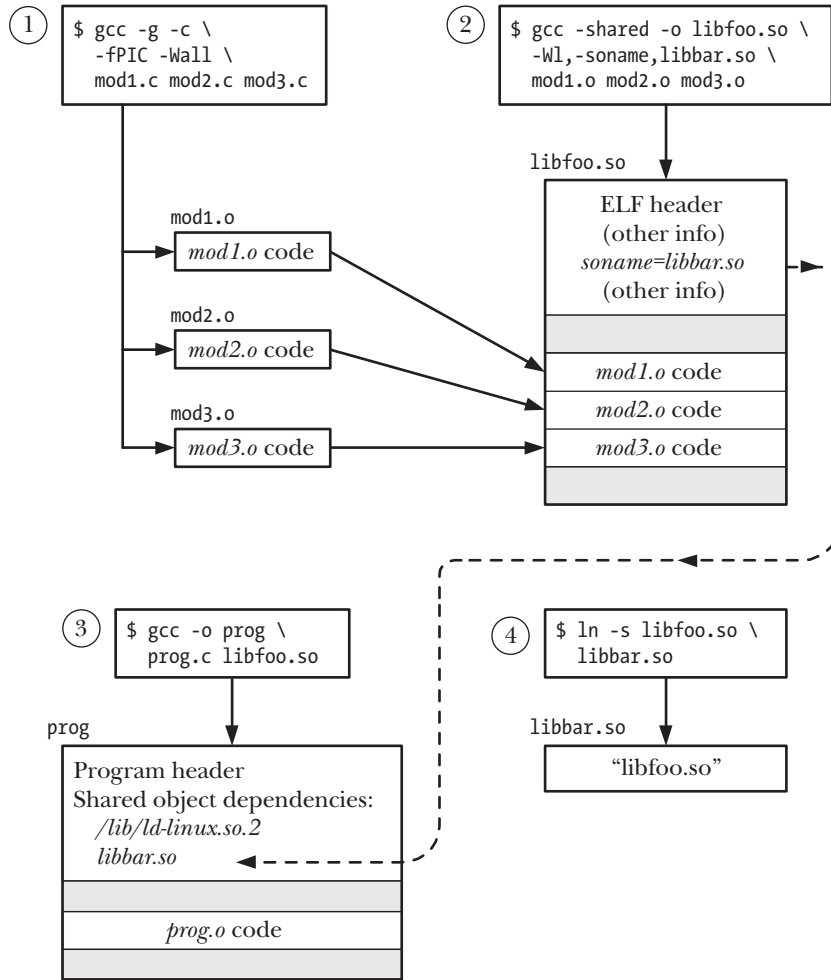 1
$ gcc -g -c \
-fPIC -Wall \
mod1.c mod2.c mod3.c
2
$ gcc -shared -o libfoo.so \
-Wl,-soname,libbar.so \
mod1.o mod2.o mod3.o
libfoo.so
ELF header
(other info)
soname=libbar.so
(other info)
mod1.o code
mod2.o code
mod3.o code
mod1.o
mod1.o code
mod2.o
mod2.o code
mod3.o
mod3.o code
3
$ gcc -o prog \
prog.c libfoo.so
prog
Program header
Shared object dependencies:
/lib/ld-linux.so.2
libbar.so
prog.o code
4
$ ln -s libfoo.so \
libbar.so
libbar.so
“libfoo.so”